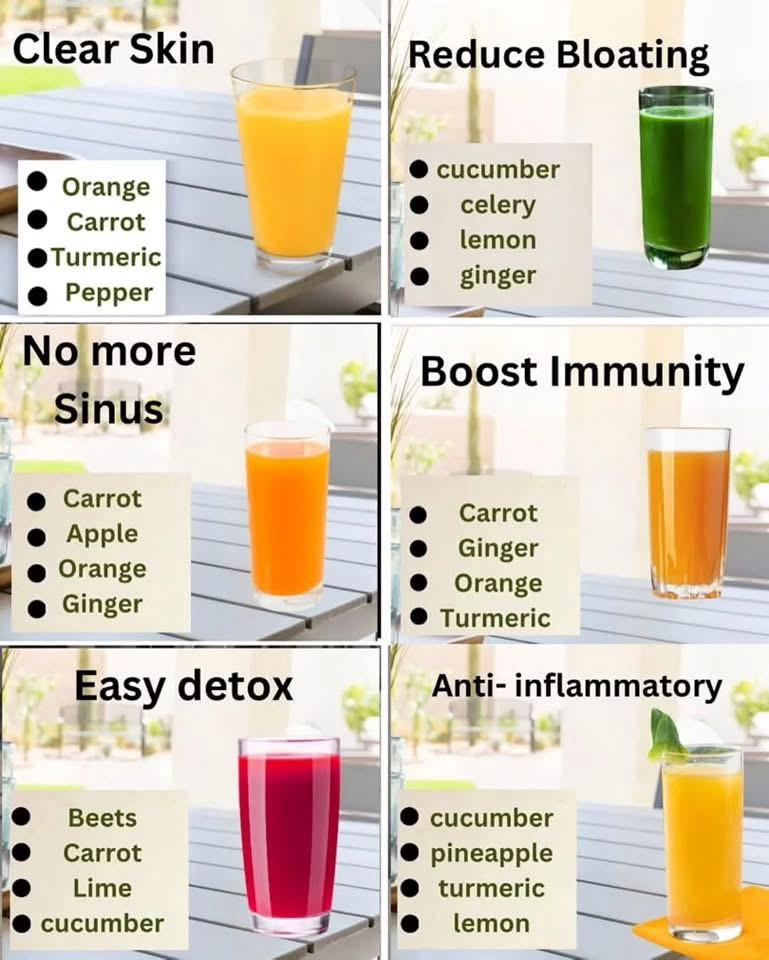 Clear Skin
Orange
Carrot
Turmeric
Pepper
Reduce Bloating
cucumber
celery
lemon
ginger
No more
Sinus
Carrot
Apple
Orange
Ginger
Boost Immunity
Carrot
Ginger
Orange
Turmeric
Easy detox
Beets
Carrot
Lime
cucumber
Anti- inflammatory
cucumber
pineapple
turmeric
lemon